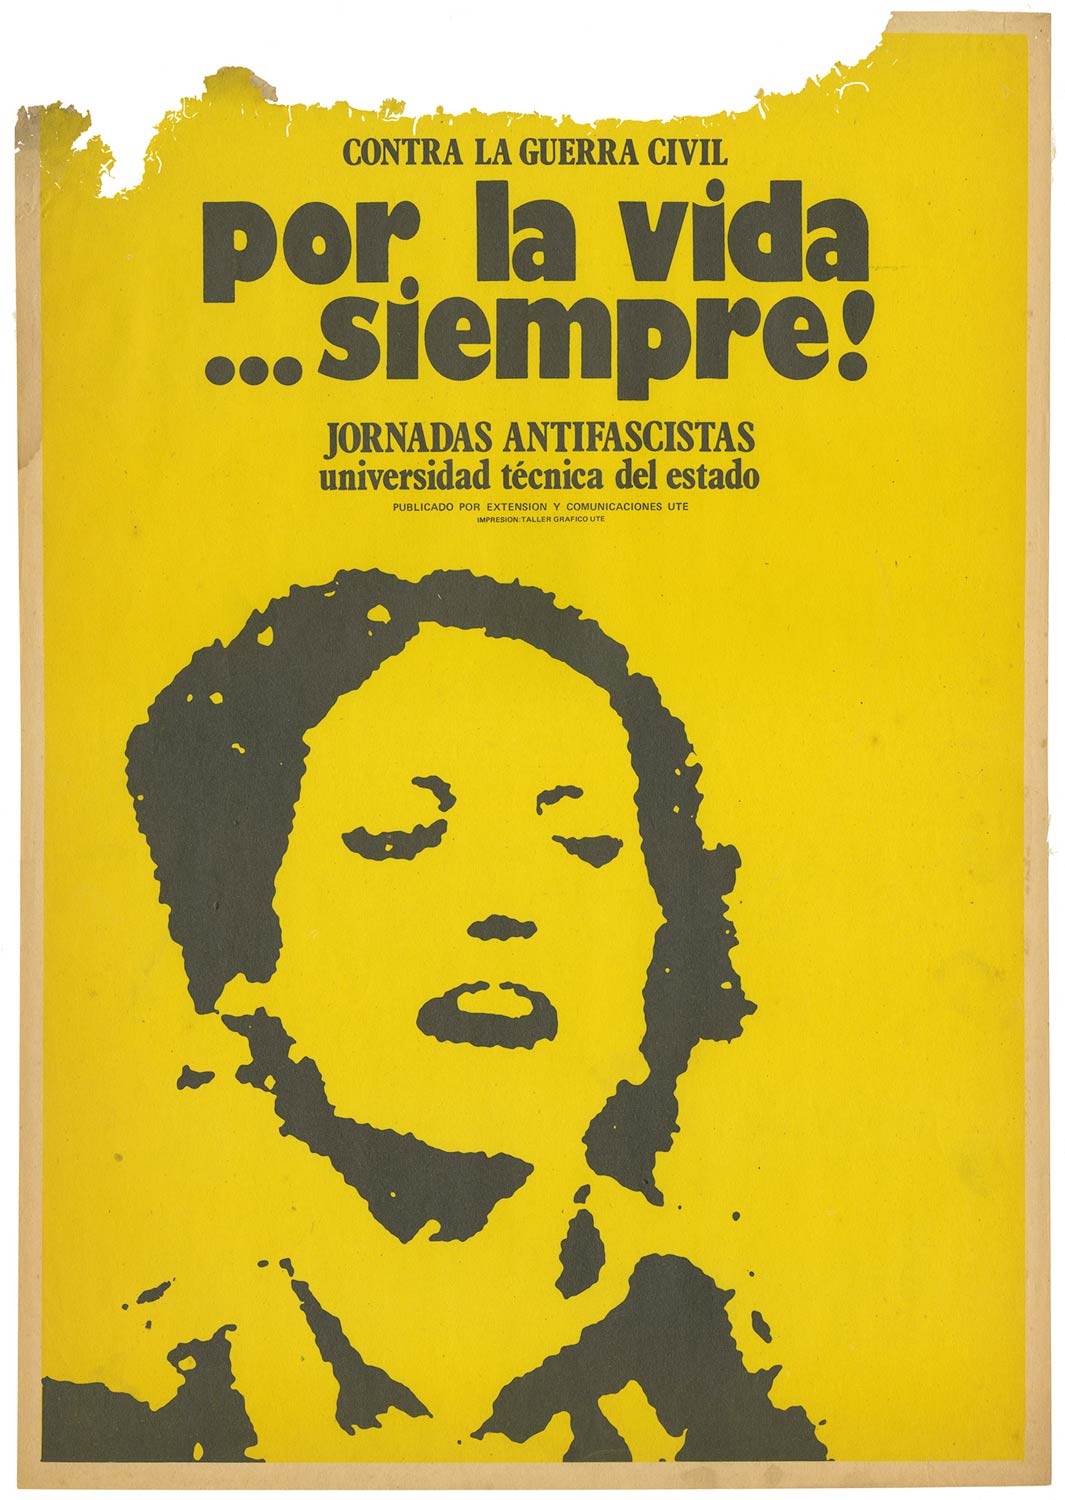 CONTRA LA GUERRA CIVIL
por la vida
...siempre!
JORNADAS ANTIFASCISTAS
universidad técnica del estado
PUBLICADO POR EXTENSION Y COMUNICACIONES UTE
IMPRESION: TALLER GRAFICO UTE